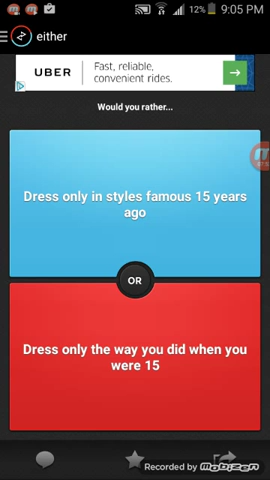 12% 9:05 PM
either
UBER
Fast, reliable,
convenient rides.
Would you rather...
Dress only in styles famous 15 years
ago
OR
Dress only the way you did when you
were 15
Recorded by mobizen